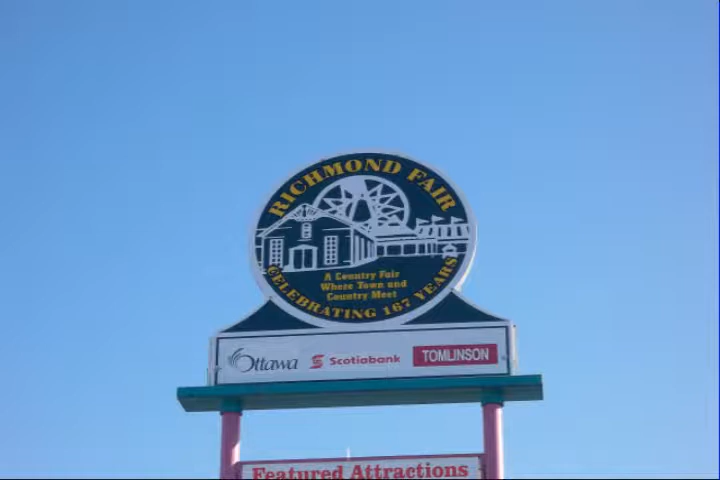 RICHMOND FAIR
A Country Fair
Where Town and
Country Meet
CELEBRATING 167 YEARS
Ottawa Scotiabank TOMLINSON
Featured Attractions